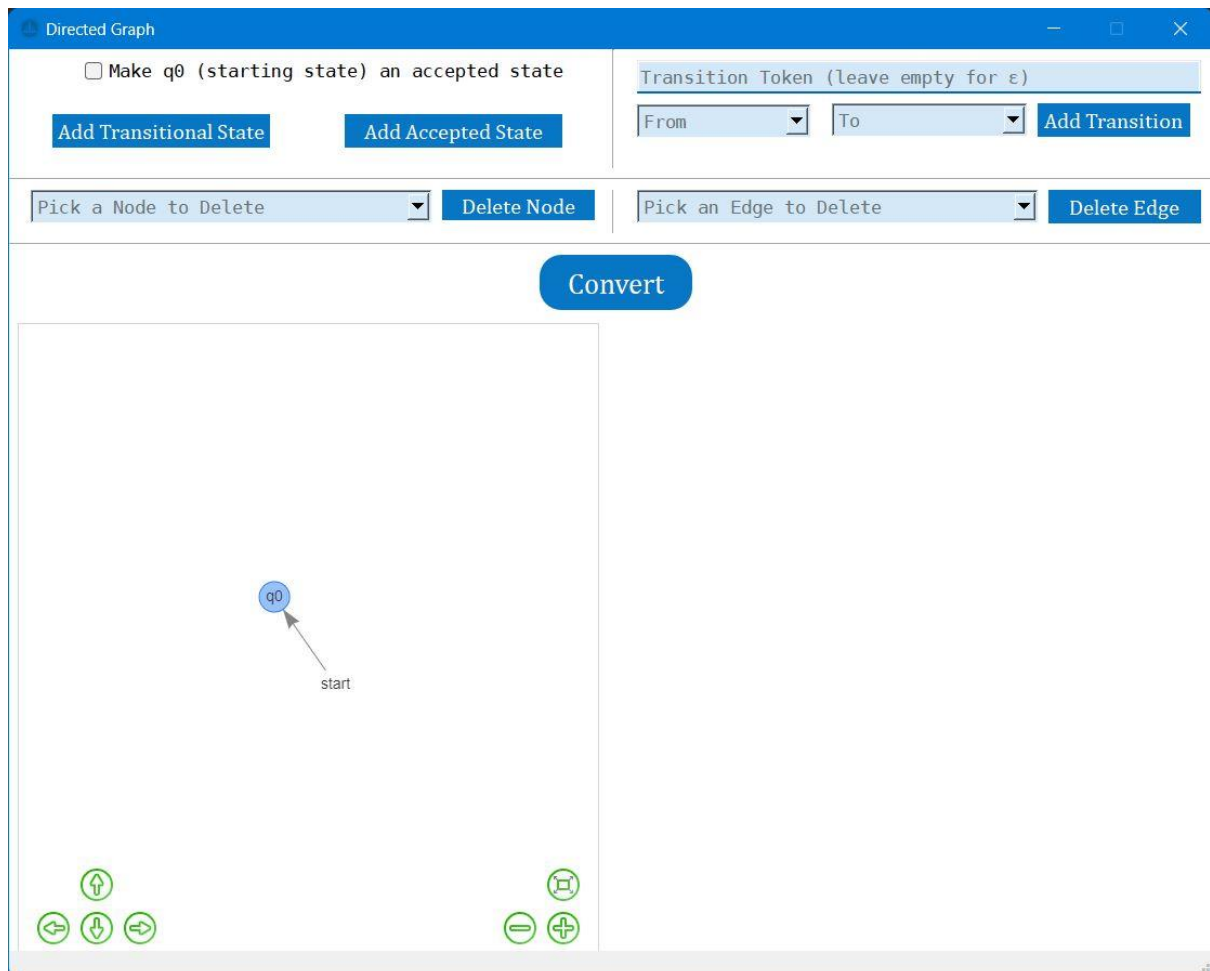 Directed Graph
Make q0 (starting state) an accepted state
Transition Token (leave empty for ε)
Add Transitional State
Add Accepted State
From
To
Add Transition
Pick a Node to Delete
Delete Node
Pick an Edge to Delete
Delete Edge
Convert
q0
start